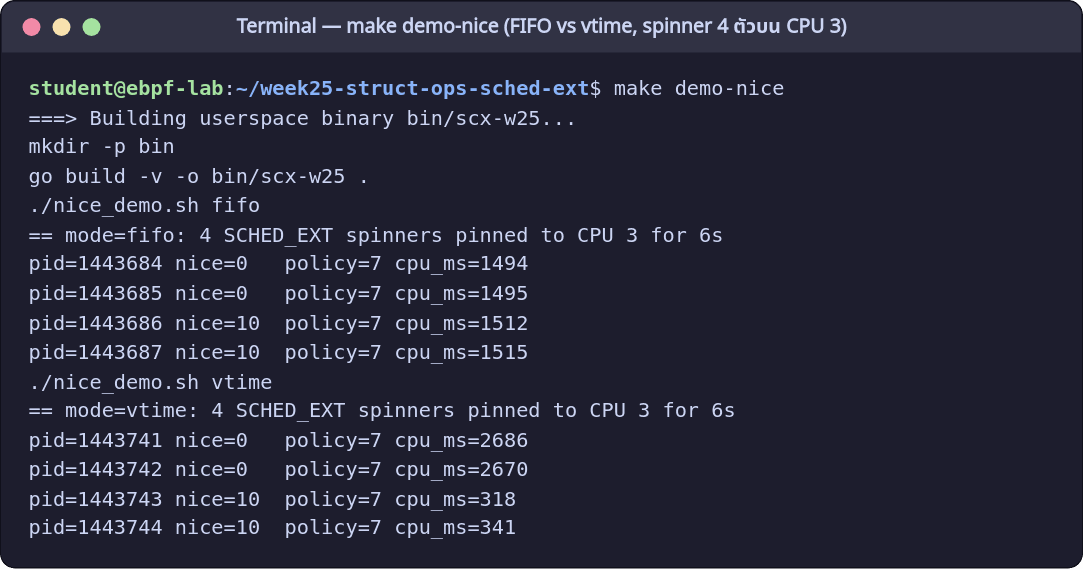 Terminal — make demo-nice (FIFO vs vtime, spinner 4 ตัวบน CPU 3)
student@ebpf-lab:~/week25-struct-ops-sched-ext$ make demo-nice
===> Building userspace binary bin/scx-w25...
mkdir -p bin
go build -v -o bin/scx-w25 .
./nice_demo.sh fifo
== mode=fifo: 4 SCHED_EXT spinners pinned to CPU 3 for 6s
pid=1443684 nice=0   policy=7 cpu_ms=1494
pid=1443685 nice=0   policy=7 cpu_ms=1495
pid=1443686 nice=10  policy=7 cpu_ms=1512
pid=1443687 nice=10  policy=7 cpu_ms=1515
./nice_demo.sh vtime
== mode=vtime: 4 SCHED_EXT spinners pinned to CPU 3 for 6s
pid=1443741 nice=0   policy=7 cpu_ms=2686
pid=1443742 nice=0   policy=7 cpu_ms=2670
pid=1443743 nice=10  policy=7 cpu_ms=318
pid=1443744 nice=10  policy=7 cpu_ms=341